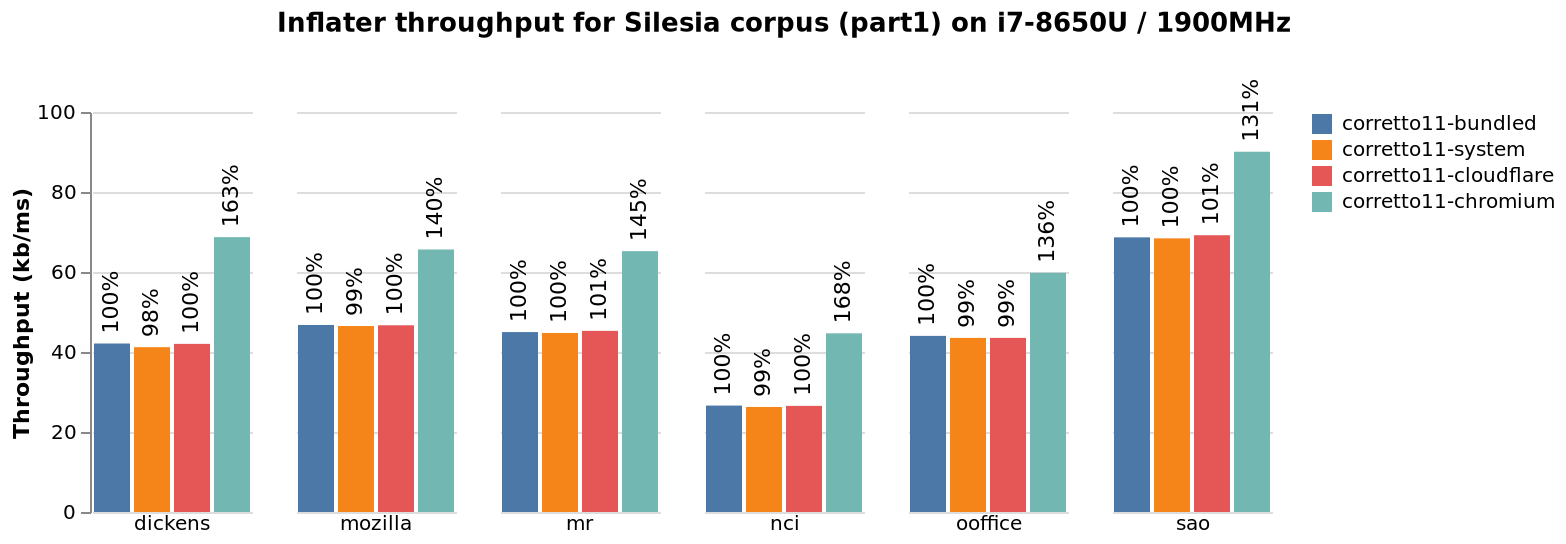 Inflater throughput for Silesia corpus (part1) on i7-8650U / 1900MHz
Throughput (kb/ms)
100
80
60
40
20
0
100%
98%
100%
163%
dickens
100%
99%
100%
140%
mozilla
100%
100%
101%
145%
mr
100%
99%
100%
168%
nci
100%
99%
99%
136%
ooffice
100%
100%
101%
131%
sao
corretto11-bundled
corretto11-system
corretto11-cloudflare
corretto11-chromium